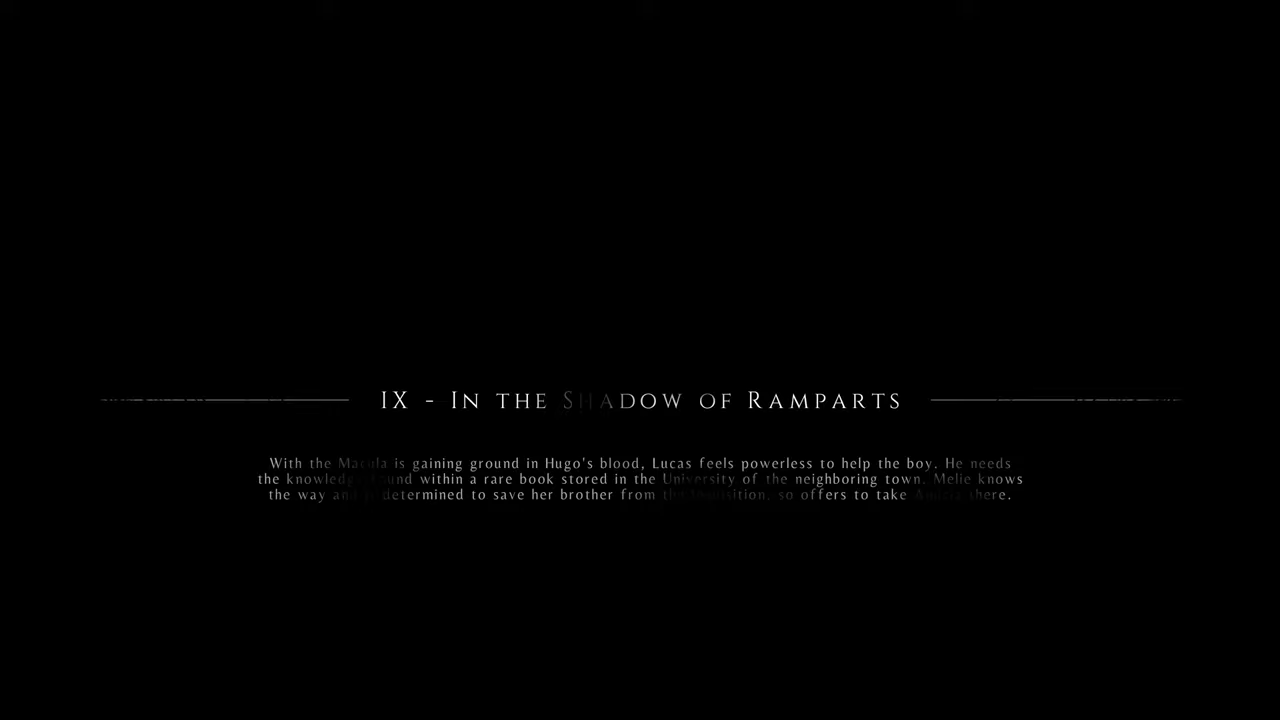 IX - In the Shadow of Ramparts
With the Macula is gaining ground in Hugo's blood, Lucas feels powerless to help the boy. He needs
the knowledge found within a rare book stored in the University of the neighboring town. Melie knows
the way and is determined to save her brother from the Inquisition, so offers to take Amicia there.